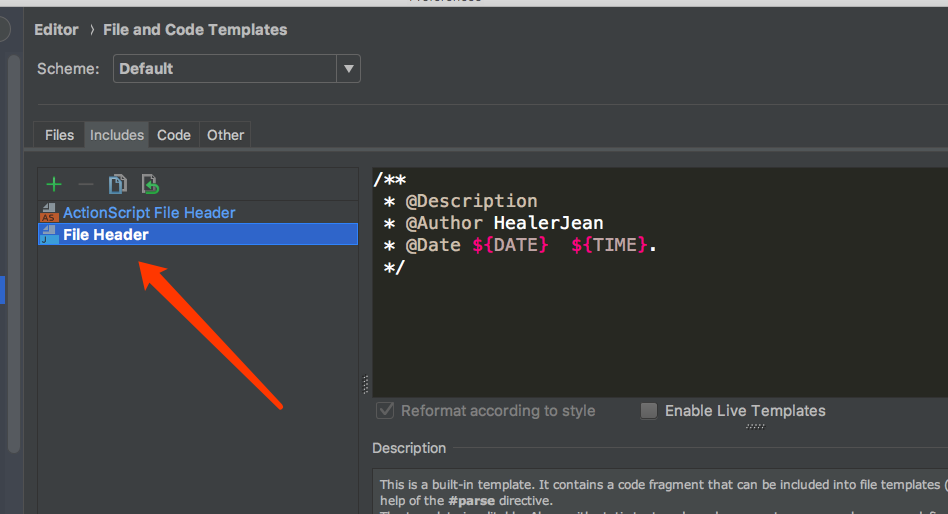 Editor › File and Code Templates
Scheme: Default
Files Includes Code Other
AS ActionScript File Header
J File Header
/**
* @Description
* @Author HealerJean
* @Date ${DATE} ${TIME}.
*/
Reformat according to style Enable Live Templates
Description
This is a built-in template. It contains a code fragment that can be included into file templates (
help of the #parse directive.